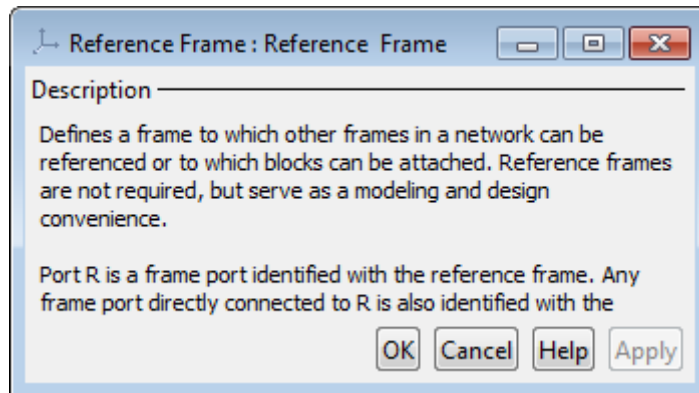 Reference Frame : Reference  Frame
Description
Defines a frame to which other frames in a network can be
referenced or to which blocks can be attached. Reference frames
are not required, but serve as a modeling and design
convenience.
Port R is a frame port identified with the reference frame. Any
frame port directly connected to R is also identified with the
OK Cancel Help Apply